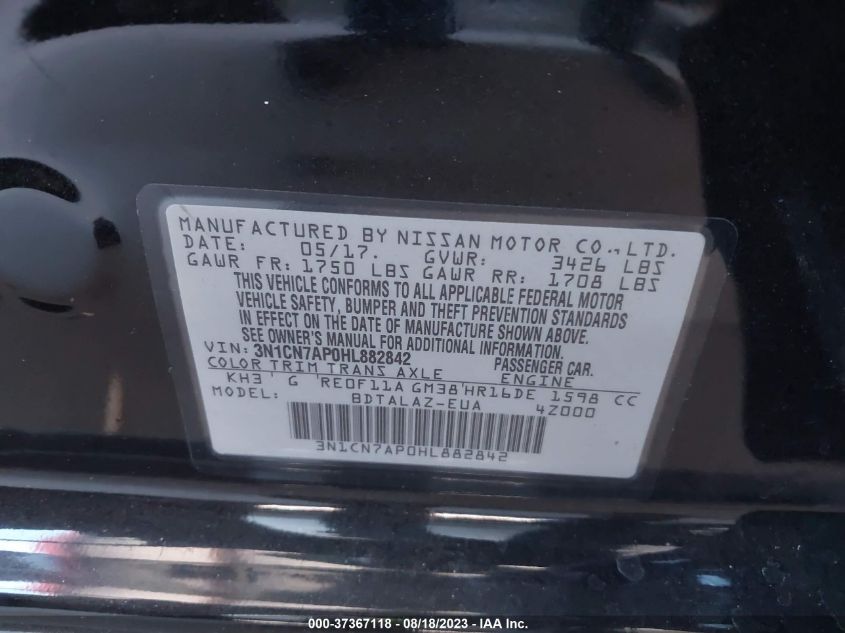 MANUFACTURED BY NISSAN MOTOR CO., LTD.
DATE: 05/17. GVWR: 3426 LBS
GAWR FR: 1750 LBS GAWR RR: 1708 LBS
THIS VEHICLE CONFORMS TO ALL APPLICABLE FEDERAL MOTOR
VEHICLE SAFETY, BUMPER AND THEFT PREVENTION STANDARDS
IN EFFECT ON THE DATE OF MANUFACTURE SHOWN ABOVE.
SEE OWNER'S MANUAL FOR ADDITIONAL INFORMATION.
VIN: 3N1CN7AP0HL882842 PASSENGER CAR.
COLOR TRIM TRANS AXLE ENGINE
KH3 G RE0F11A GM38 HR16DE 1598 CC
MODEL: BDTALAZ-EUA 4Z000
3N1CN7AP0HL882842
000-37367118 - 08/18/2023 - © IAA Inc.